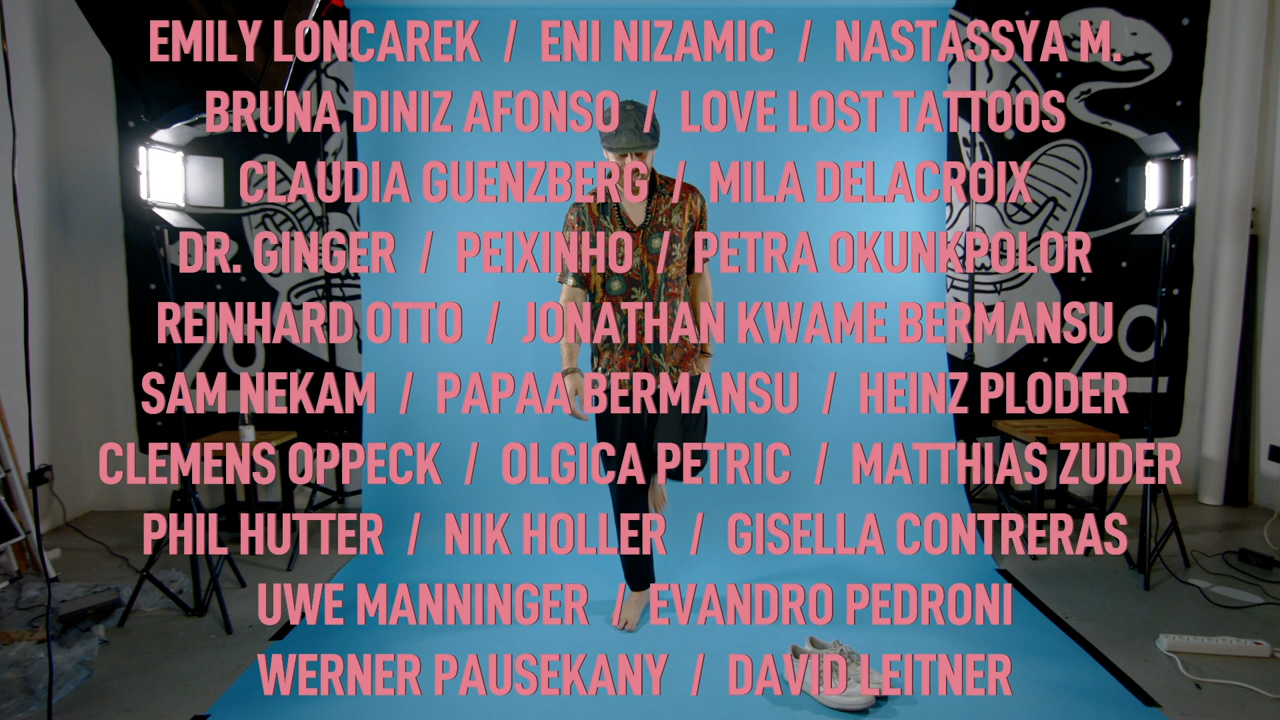 EMILY LONCAREK / ENI NIZAMIC / NASTASSYA M.
BRUNA DINIZ AFONSO / LOVE LOST TATTOOS
CLAUDIA GUENZBERG / MILA DELACROIX
DR. GINGER / PEIXINHO / PETRA OKUNKPOLOR
REINHARD OTTO / JONATHAN KWAME BERMANSU
SAM NEKAM / PAPAA BERMANSU / HEINZ PLODER
CLEMENS OPPECK / OLGICA PETRIC / MATTHIAS ZUDER
PHIL HUTTER / NIK HOLLER / GISELLA CONTRERAS
UWE MANNINGER / EVANDRO PEDRONI
WERNER PAUSEKANY / DAVID LEITNER